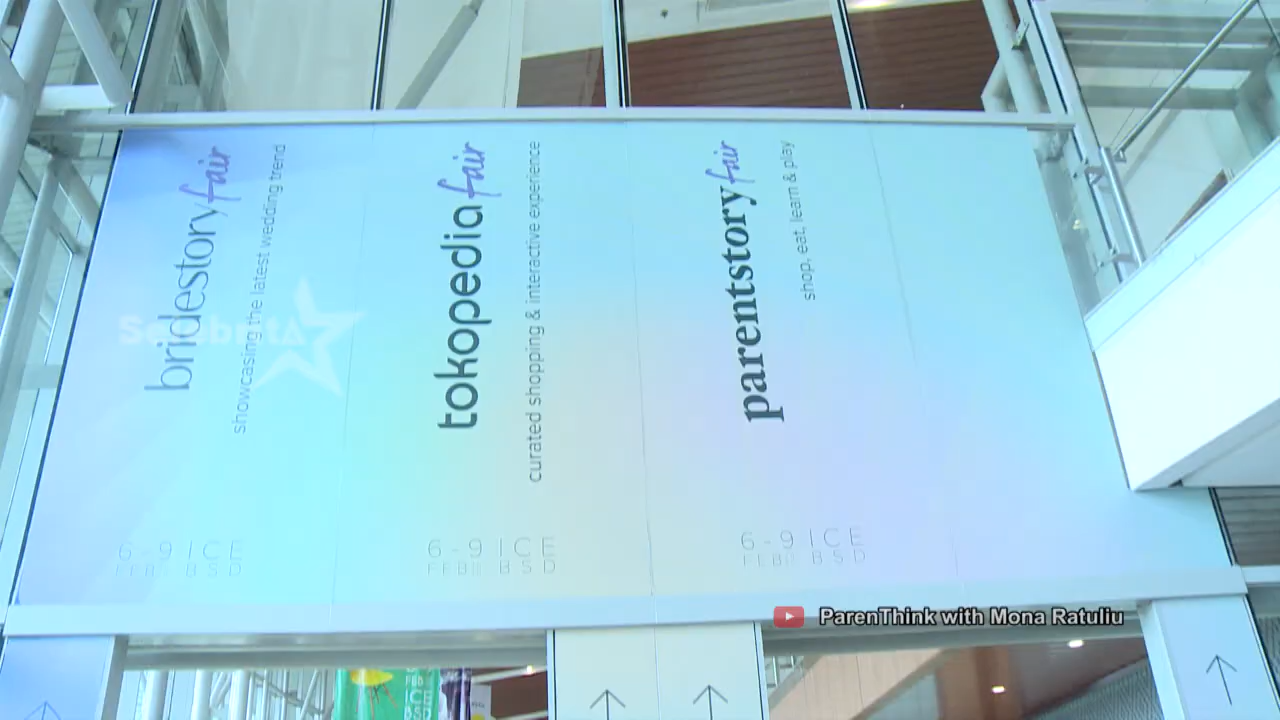 bridestory fair
showcasing the latest wedding trend
6-9 ICE
FEB BSD
tokopedia fair
curated shopping & interactive experience
6-9 ICE
FEB BSD
parentstory fair
shop, eat, learn & play
6-9 ICE
FEB BSD
ParenThink with Mona Ratuliu